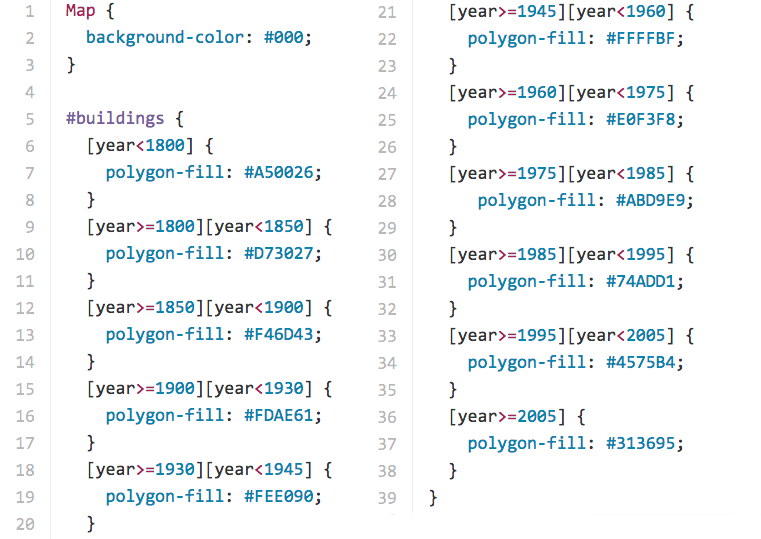 1 Map {
2   background-color: #000;
3 }
4
5 #buildings {
6   [year<1800] {
7     polygon-fill: #A50026;
8   }
9   [year>=1800][year<1850] {
10     polygon-fill: #D73027;
11   }
12   [year>=1850][year<1900] {
13     polygon-fill: #F46D43;
14   }
15   [year>=1900][year<1930] {
16     polygon-fill: #FDAE61;
17   }
18   [year>=1930][year<1945] {
19     polygon-fill: #FEE090;
20   }
21   [year>=1945][year<1960] {
22     polygon-fill: #FFFFBF;
23   }
24   [year>=1960][year<1975] {
25     polygon-fill: #E0F3F8;
26   }
27   [year>=1975][year<1985] {
28      polygon-fill: #ABD9E9;
29   }
30   [year>=1985][year<1995] {
31     polygon-fill: #74ADD1;
32   }
33   [year>=1995][year<2005] {
34     polygon-fill: #4575B4;
35   }
36   [year>=2005] {
37     polygon-fill: #313695;
38   }
39 }